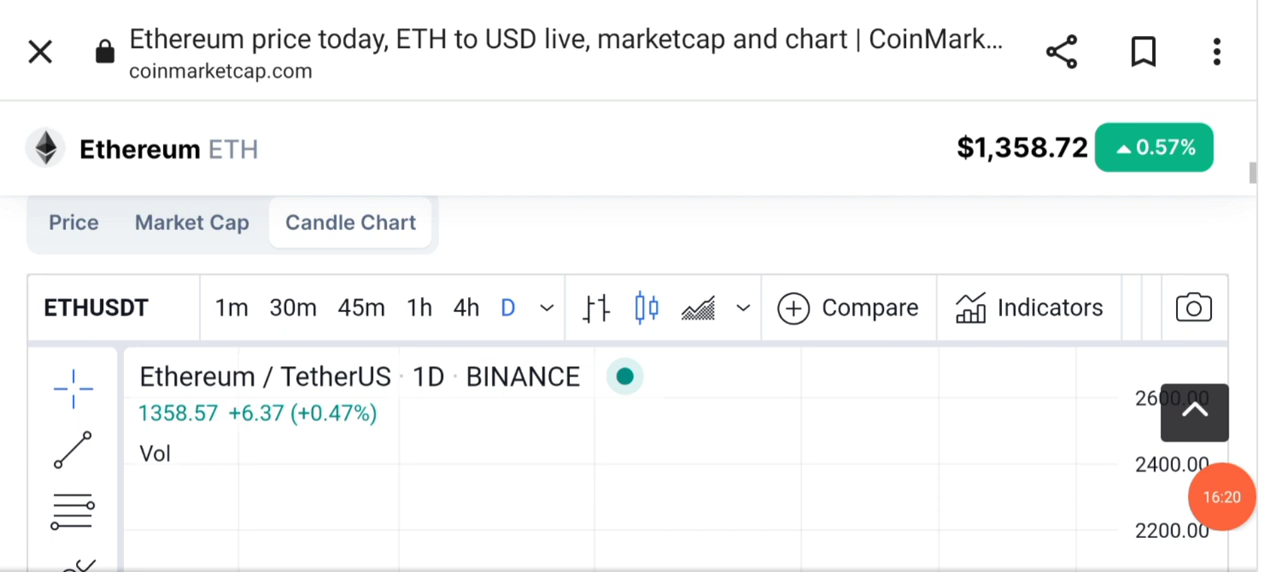 Ethereum price today, ETH to USD live, marketcap and chart | CoinMark...
coinmarketcap.com
Ethereum ETH
$1,358.72 ▲ 0.57%
Price Market Cap Candle Chart
ETHUSDT 1m 30m 45m 1h 4h D Compare Indicators
Ethereum / TetherUS · 1D · BINANCE
1358.57 +6.37 (+0.47%)
2600.00
Vol
2400.00
16:20
2200.00